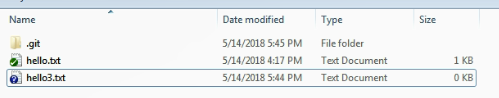 Name Date modified Type Size
.git 5/14/2018 5:45 PM File folder
hello.txt 5/14/2018 4:17 PM Text Document 1 KB
hello3.txt 5/14/2018 5:44 PM Text Document 0 KB